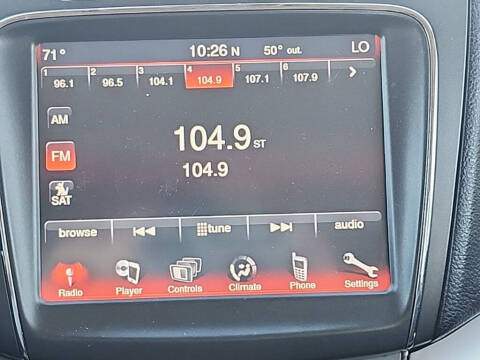 71° 10:26 N 50° out. LO
1 2 3 4 5 6
96.1 96.5 104.1 104.9 107.1 107.9
AM
104.9 ST
FM
104.9
SAT
browse tune audio
Radio Player Controls Climate Phone Settings